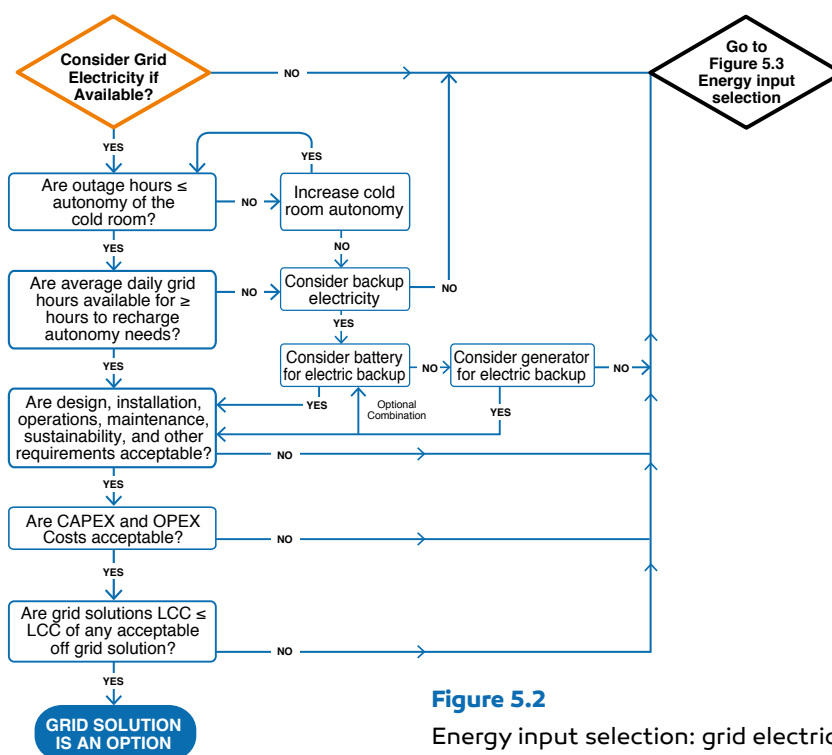 Consider Grid
Electricity if
Available?
NO
Go to
Figure 5.3
Energy input
selection
YES
YES
Are outage hours ≤
autonomy of the
cold room?
NO
Increase cold
room autonomy
YES
NO
Are average daily grid
hours available for ≥
hours to recharge
autonomy needs?
NO
Consider backup
electricity
NO
YES
YES
Consider battery
for electric backup
NO
Consider generator
for electric backup
NO
YES
Optional
Combination
YES
Are design, installation,
operations, maintenance,
sustainability, and other
requirements acceptable?
NO
YES
Are CAPEX and OPEX
Costs acceptable?
NO
YES
Are grid solutions LCC ≤
LCC of any acceptable
off grid solution?
NO
YES
GRID SOLUTION
IS AN OPTION
Figure 5.2
Energy input selection: grid electric